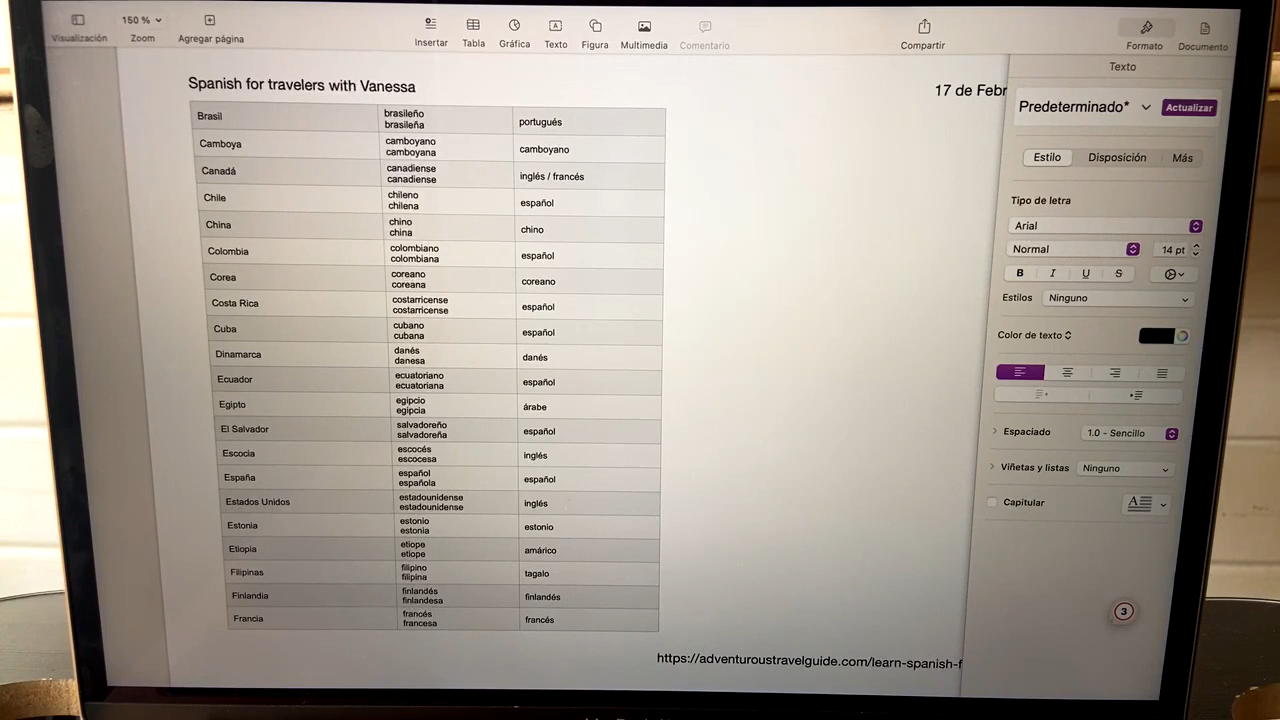 Visualización
150 %
Zoom
Agregar página
Insertar
Tabla
Gráfica
Texto
Figura
Multimedia
Comentario
Compartir
Formato
Documento
Spanish for travelers with Vanessa
17 de Febr
Brasil
brasileño
brasileña
portugués
Camboya
camboyano
camboyana
camboyano
Canadá
canadiense
canadiense
inglés / francés
Chile
chileno
chilena
español
China
chino
china
chino
Colombia
colombiano
colombiana
español
Corea
coreano
coreana
coreano
Costa Rica
costarricense
costarricense
español
Cuba
cubano
cubana
español
Dinamarca
danés
danesa
danés
Ecuador
ecuatoriano
ecuatoriana
español
Egipto
egipcio
egipcia
árabe
El Salvador
salvadoreño
salvadoreña
español
Escocia
escocés
escocesa
inglés
España
español
española
español
Estados Unidos
estadounidense
estadounidense
inglés
Estonia
estonio
estonia
estonio
Etiopia
etiope
etiope
amárico
Filipinas
filipino
filipina
tagalo
Finlandia
finlandés
finlandesa
finlandés
Francia
francés
francesa
francés
https://adventuroustravelguide.com/learn-spanish-f
Texto
Predeterminado*
Actualizar
Estilo
Disposición
Más
Tipo de letra
Arial
Normal
14 pt
B I U S
Estilos
Ninguno
Color de texto
Espaciado
1.0 - Sencillo
Viñetas y listas
Ninguno
Capitular
A
3